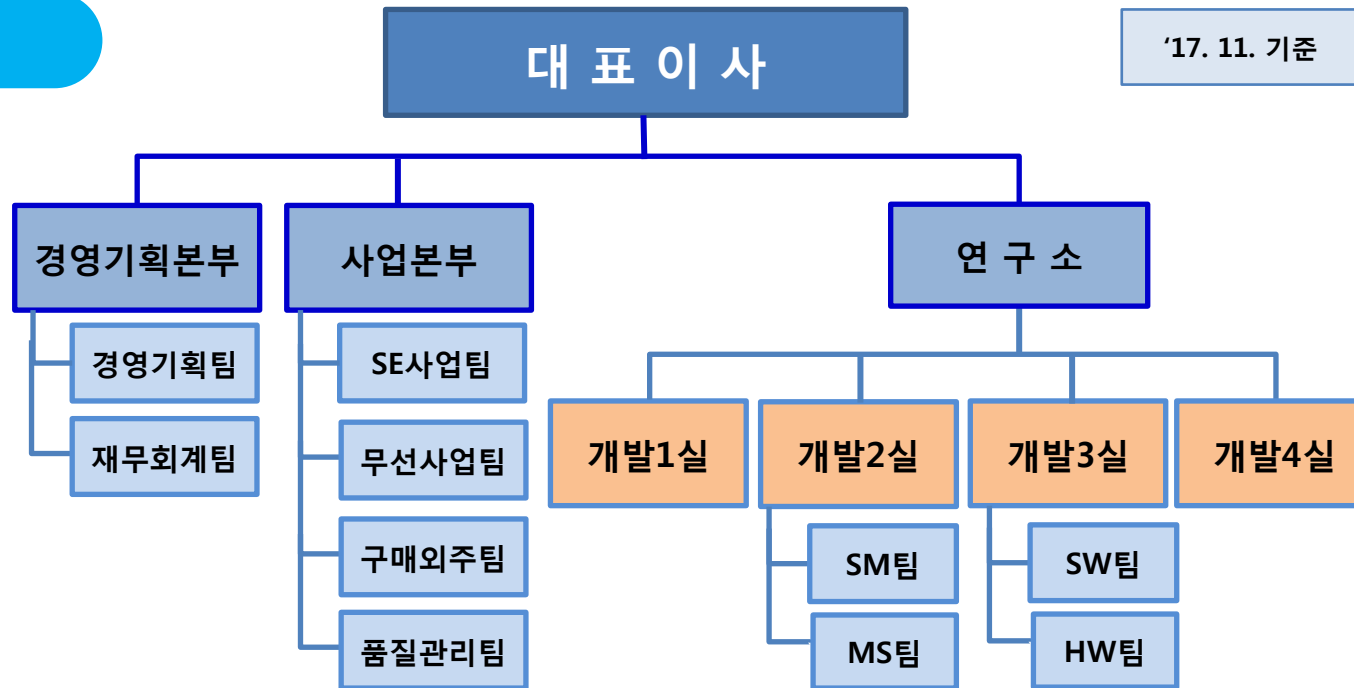 대 표 이 사
‘17. 11. 기준
경영기획본부
사업본부
연 구 소
경영기획팀
재무회계팀
SE사업팀
무선사업팀
구매외주팀
품질관리팀
개발1실
개발2실
개발3실
개발4실
SM팀
MS팀
SW팀
HW팀